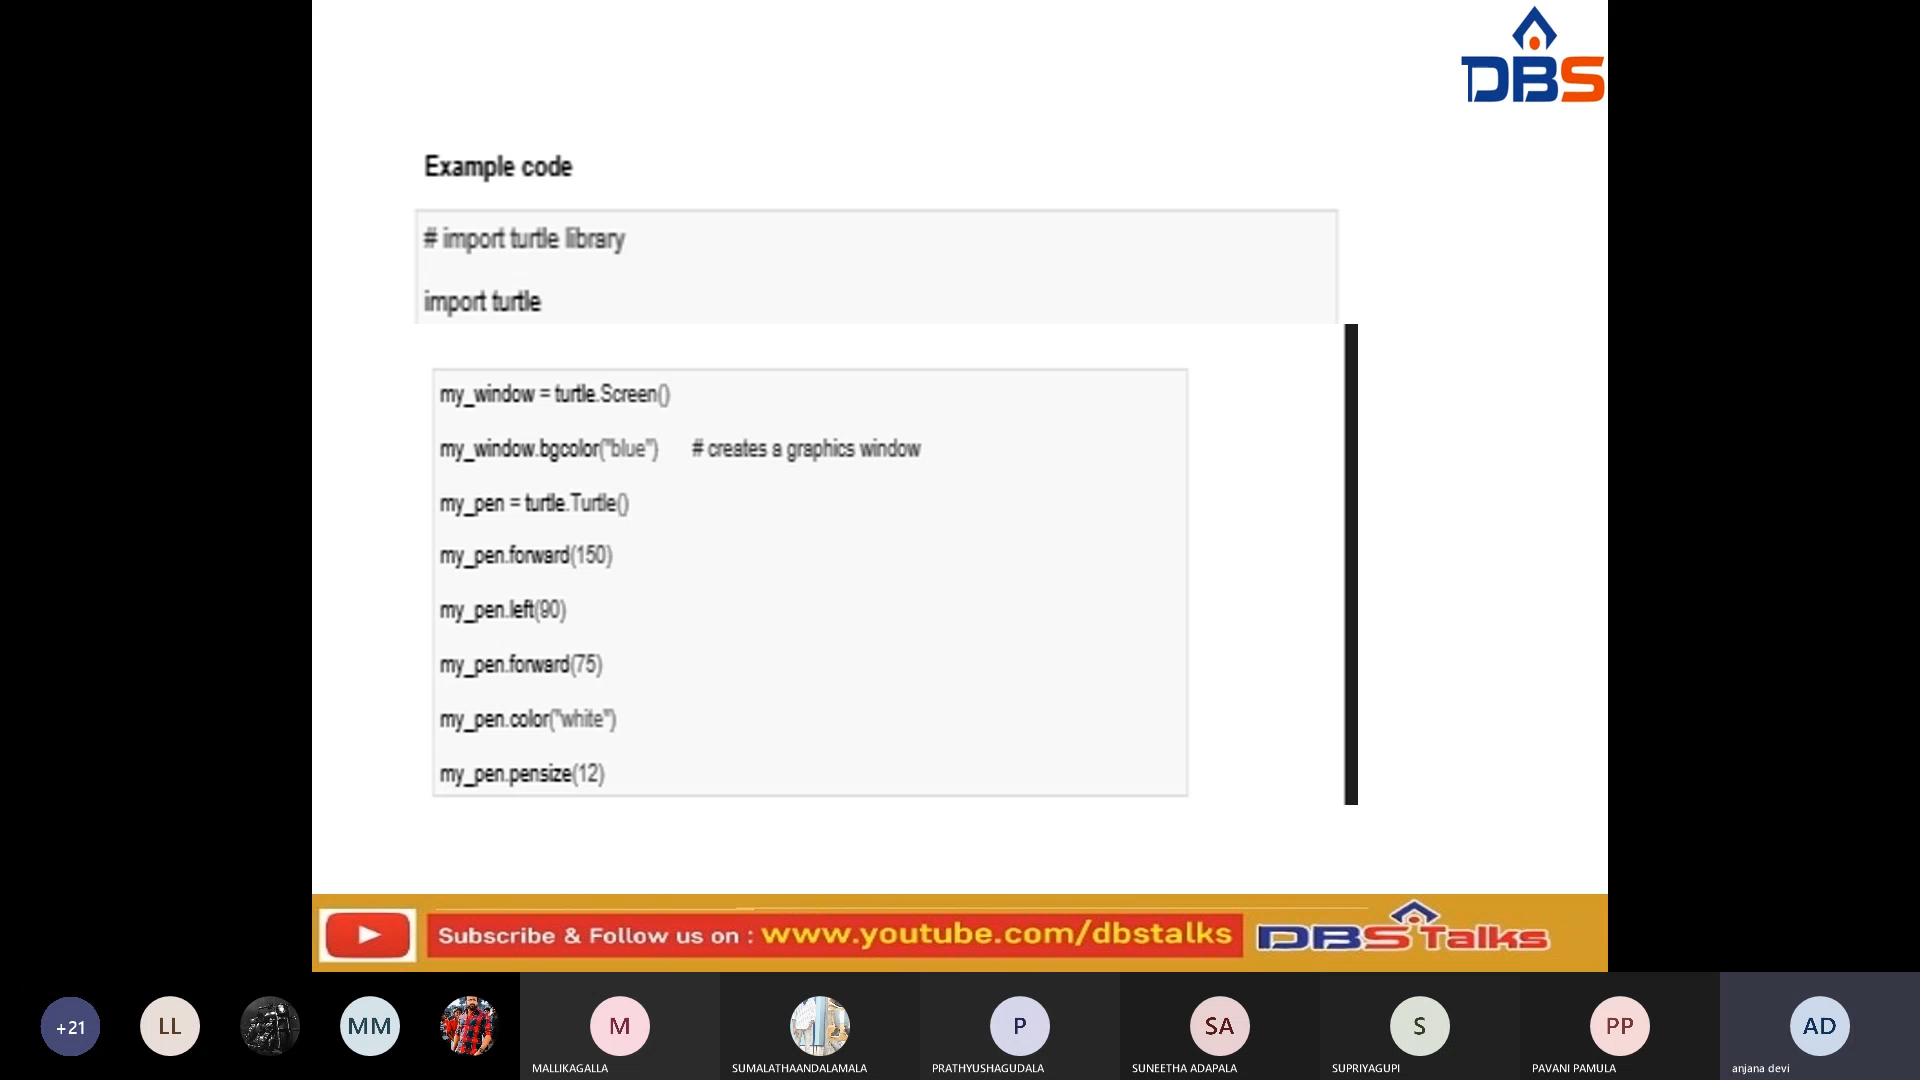 DBS
Example code
# import turtle library
import turtle
my_window = turtle.Screen()
my_window.bgcolor("blue") # creates a graphics window
my_pen = turtle.Turtle()
my_pen.forward(150)
my_pen.left(90)
my_pen.forward(75)
my_pen.color("white")
my_pen.pensize(12)
Subscribe & Follow us on : www.youtube.com/dbstalks DBS Talks
+21 LL MM M P SA S PP AD
MALLIKAGALLA SUMALATHAANDALAMALA PRATHYUSHAGUDALA SUNEETHA ADAPALA SUPRIYAGUPI PAVANI PAMULA anjana devi